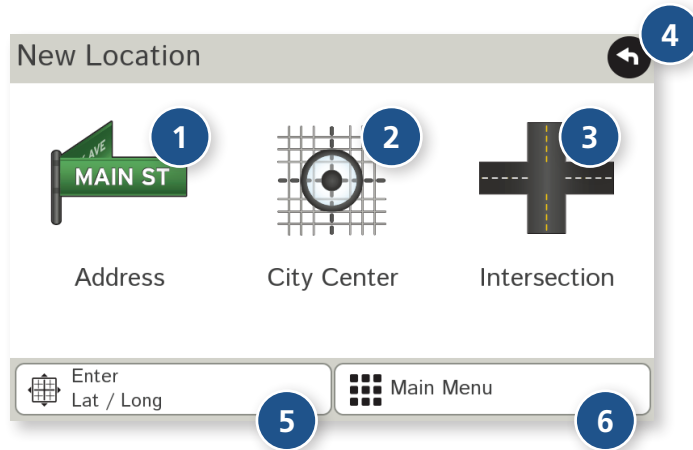 4
New Location
1
2
3
AVE
MAIN ST
Address
City Center
Intersection
Enter
Lat / Long
Main Menu
5
6